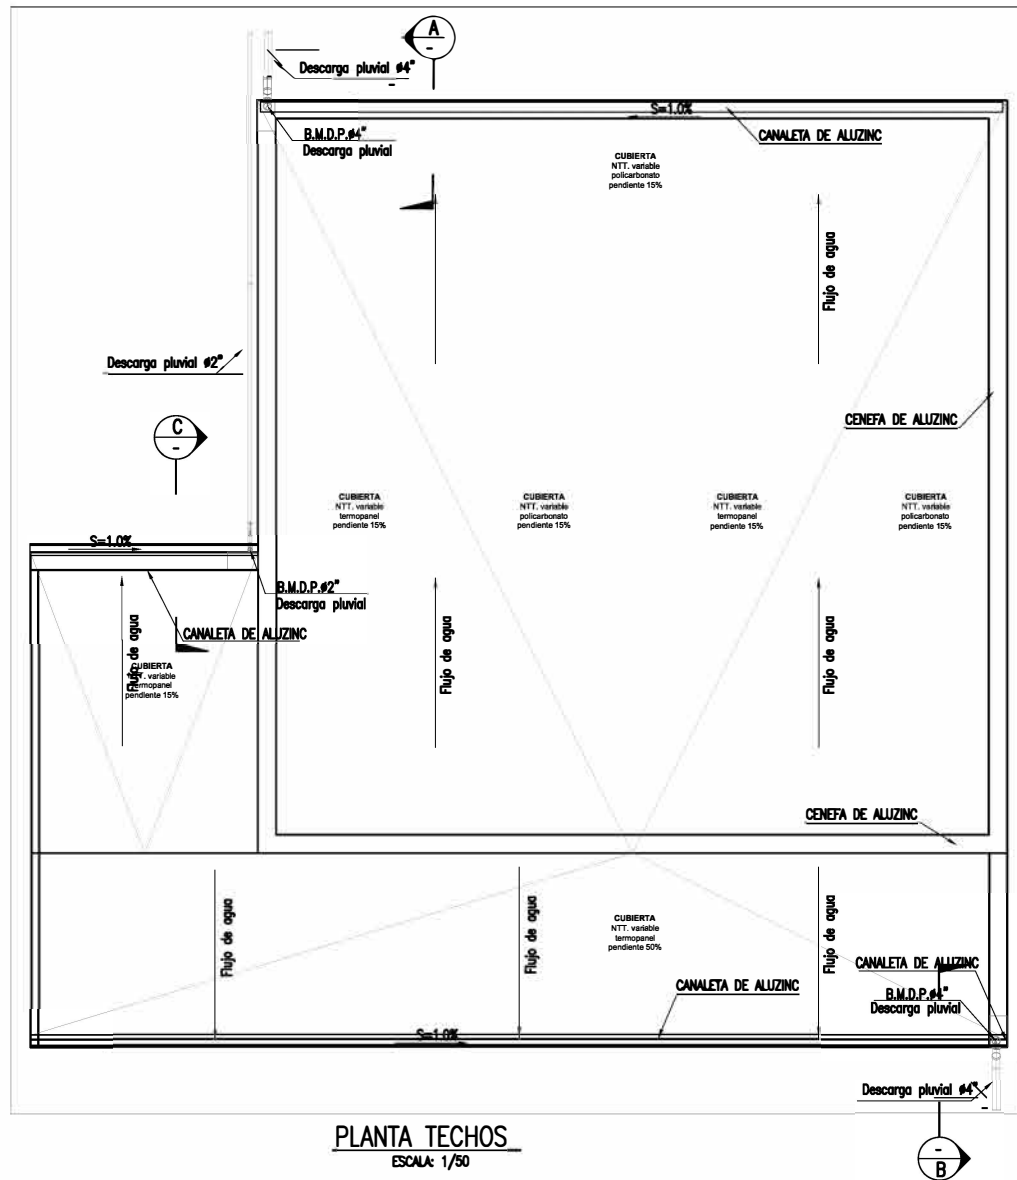 A
-
Descarga pluvial ø4"
-
S=1.0%
B.M.D.P.ø4"
Descarga pluvial
CANALETA DE ALUZINC
CUBIERTA
NTT. variable
policarbonato
pendiente 15%
Flujo de agua
Flujo de agua
Descarga pluvial ø2"
CENEFA DE ALUZINC
C
-
CUBIERTA
NTT. variable
termopanel
pendiente 15%
CUBIERTA
NTT. variable
policarbonato
pendiente 15%
CUBIERTA
NTT. variable
termopanel
pendiente 15%
CUBIERTA
NTT. variable
policarbonato
pendiente 15%
S=1.0%
B.M.D.P.ø2"
Descarga pluvial
CANALETA DE ALUZINC
Flujo de agua
CUBIERTA
NTT. variable
termopanel
pendiente 15%
Flujo de agua
Flujo de agua
CENEFA DE ALUZINC
Flujo de agua
Flujo de agua
CUBIERTA
NTT. variable
termopanel
pendiente 50%
CANALETA DE ALUZINC
CANALETA DE ALUZINC
B.M.D.P.ø4"
Descarga pluvial
S=1.0%
Descarga pluvial ø4"
-
PLANTA TECHOS
ESCALA: 1/50
-
B